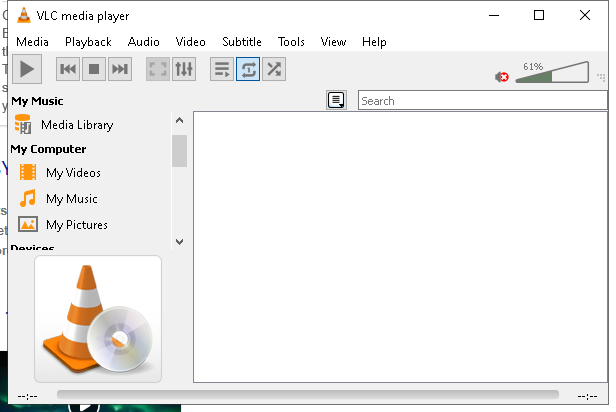 VLC media player
Media Playback Audio Video Subtitle Tools View Help
61%
My Music
Search
Media Library
My Computer
My Videos
My Music
My Pictures
Devices
--:-- --:--